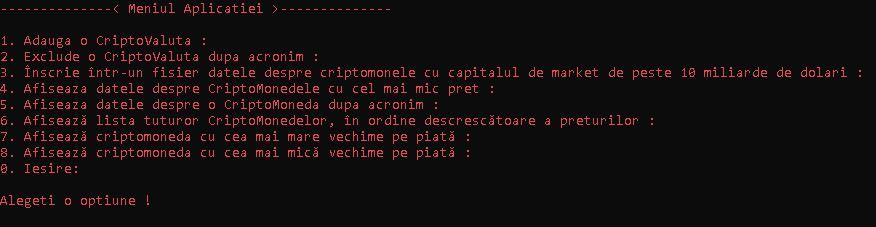 --------------< Meniul Aplicatiei >--------------
1. Adauga o CriptoValuta :
2. Exclude o CriptoValuta dupa acronim :
3. Înscrie într-un fisier datele despre criptomonele cu capitalul de market de peste 10 miliarde de dolari :
4. Afiseaza datele despre CriptoMonedele cu cel mai mic pret :
5. Afiseaza datele despre o CriptoMoneda dupa acronim :
6. Afisează lista tuturor CriptoMonedelor, în ordine descrescătoare a preturilor :
7. Afisează criptomoneda cu cea mai mare vechime pe piată :
8. Afisează criptomoneda cu cea mai mică vechime pe piată :
0. Iesire:
Alegeti o optiune !